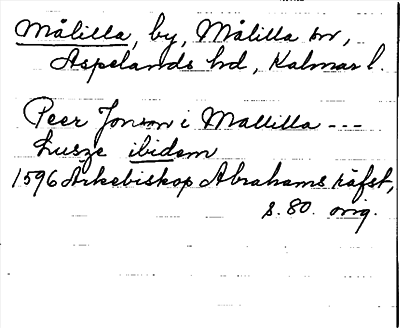 Målilla, by, Målilla sn,
Aspelands hd, Kalmar l.
Peer Jonson i Mallilla ---
Lusze ibidem
1596 Ärkebiskop Abrahams räfst,
s. 80. orig.